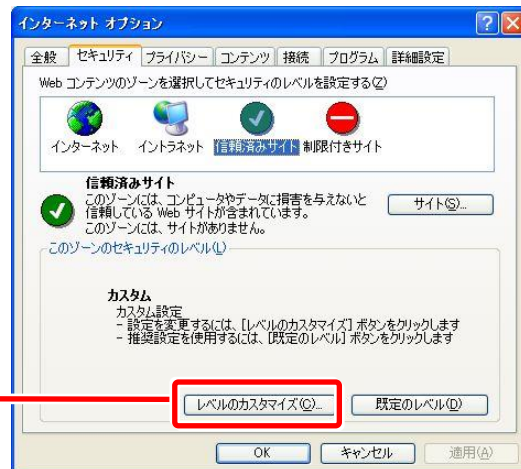 インターネット オプション
全般 セキュリティ プライバシー コンテンツ 接続 プログラム 詳細設定
Web コンテンツのゾーンを選択してセキュリティのレベルを設定する(Z)
インターネット イントラネット 信頼済みサイト 制限付きサイト
信頼済みサイト
このゾーンには、コンピュータやデータに損害を与えないと
信頼している Web サイトが含まれています。
このゾーンには、サイトがありません。
サイト(S)...
このゾーンのセキュリティのレベル(L)
カスタム
カスタム設定
- 設定を変更するには、[レベルのカスタマイズ] ボタンをクリックします
- 推奨設定を使用するには、[既定のレベル] ボタンをクリックします
レベルのカスタマイズ(C)... 既定のレベル(D)
OK キャンセル 適用(A)